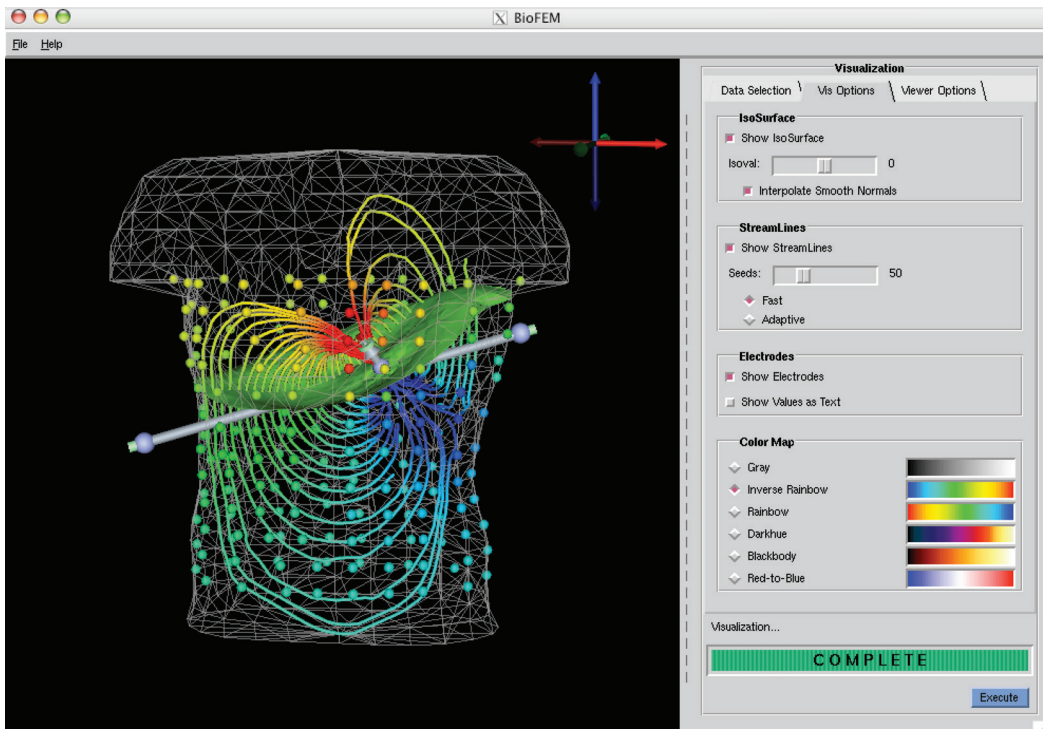 BioFEM
File Help
Visualization
Data Selection Vis Options Viewer Options
IsoSurface
Show IsoSurface
Isoval: 0
Interpolate Smooth Normals
StreamLines
Show StreamLines
Seeds: 50
Fast
Adaptive
Electrodes
Show Electrodes
Show Values as Text
Color Map
Gray
Inverse Rainbow
Rainbow
Darkhue
Blackbody
Red-to-Blue
Visualization...
COMPLETE
Execute